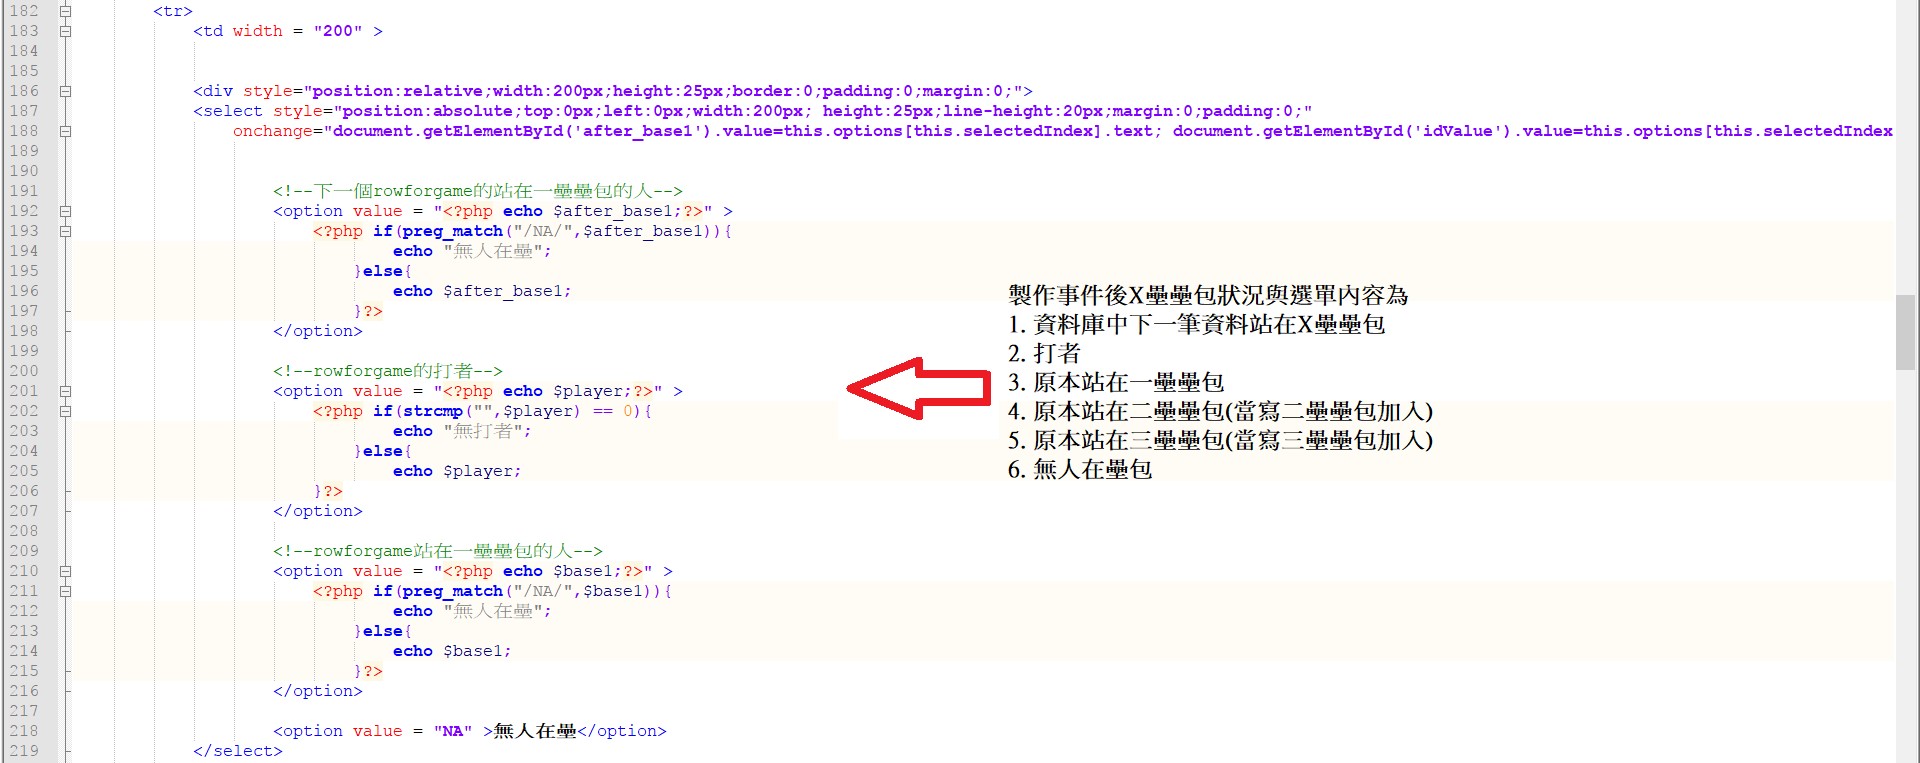 182 <tr>
183 <td width = "200" >
184
185
186 <div style="position:relative;width:200px;height:25px;border:0;padding:0;margin:0;">
187 <select style="position:absolute;top:0px;left:0px;width:200px; height:25px;line-height:20px;margin:0;padding:0;"
188 onchange="document.getElementById('after_base1').value=this.options[this.selectedIndex].text; document.getElementById('idValue').value=this.options[this.selectedIndex
189
190
191 <!--下一個rowforgame的站在一壘壘包的人-->
192 <option value = "<?php echo $after_base1;?>" >
193 <?php if(preg_match("/NA/",$after_base1)){
194 echo "無人在壘";
195 }else{
196 echo $after_base1;
197 }?>
198 </option>
199
200 <!--rowforgame的打者-->
201 <option value = "<?php echo $player;?>" >
202 <?php if(strcmp("",$player) == 0){
203 echo "無打者";
204 }else{
205 echo $player;
206 }?>
207 </option>
208
209 <!--rowforgame站在一壘壘包的人-->
210 <option value = "<?php echo $base1;?>" >
211 <?php if(preg_match("/NA/",$base1)){
212 echo "無人在壘";
213 }else{
214 echo $base1;
215 }?>
216 </option>
217
218 <option value = "NA" >無人在壘</option>
219 </select>
製作事件後X壘壘包狀況與選單內容為
1. 資料庫中下一筆資料站在X壘壘包
2. 打者
3. 原本站在一壘壘包
4. 原本站在二壘壘包(當寫二壘壘包加入)
5. 原本站在三壘壘包(當寫三壘壘包加入)
6. 無人在壘包